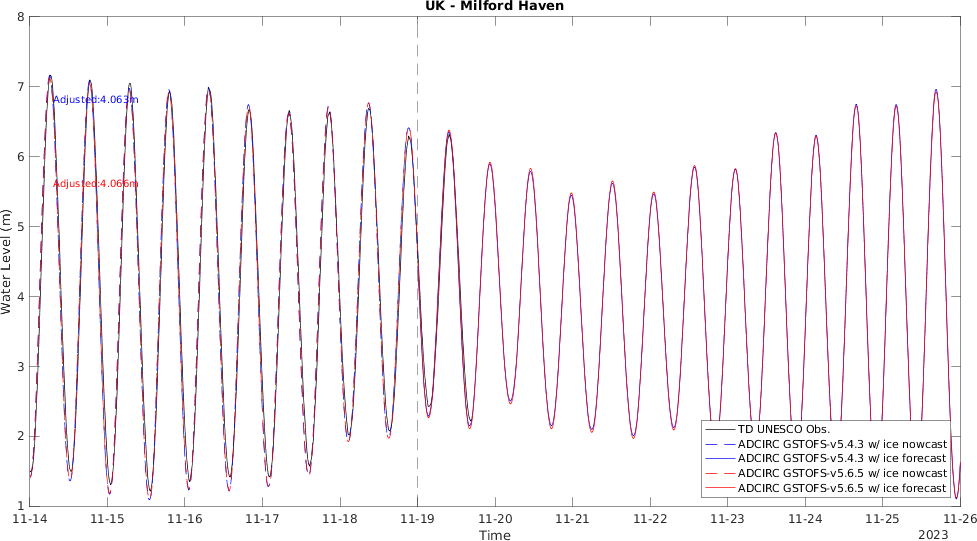 UK - Milford Haven
8
7
6
5
4
3
2
1
Water Level (m)
Adjusted:4.063m
Adjusted:4.066m
TD UNESCO Obs.
ADCIRC GSTOFS-v5.4.3 w/ ice nowcast
ADCIRC GSTOFS-v5.4.3 w/ ice forecast
ADCIRC GSTOFS-v5.6.5 w/ ice nowcast
ADCIRC GSTOFS-v5.6.5 w/ ice forecast
11-14 11-15 11-16 11-17 11-18 11-19 11-20 11-21 11-22 11-23 11-24 11-25 11-26
Time
2023